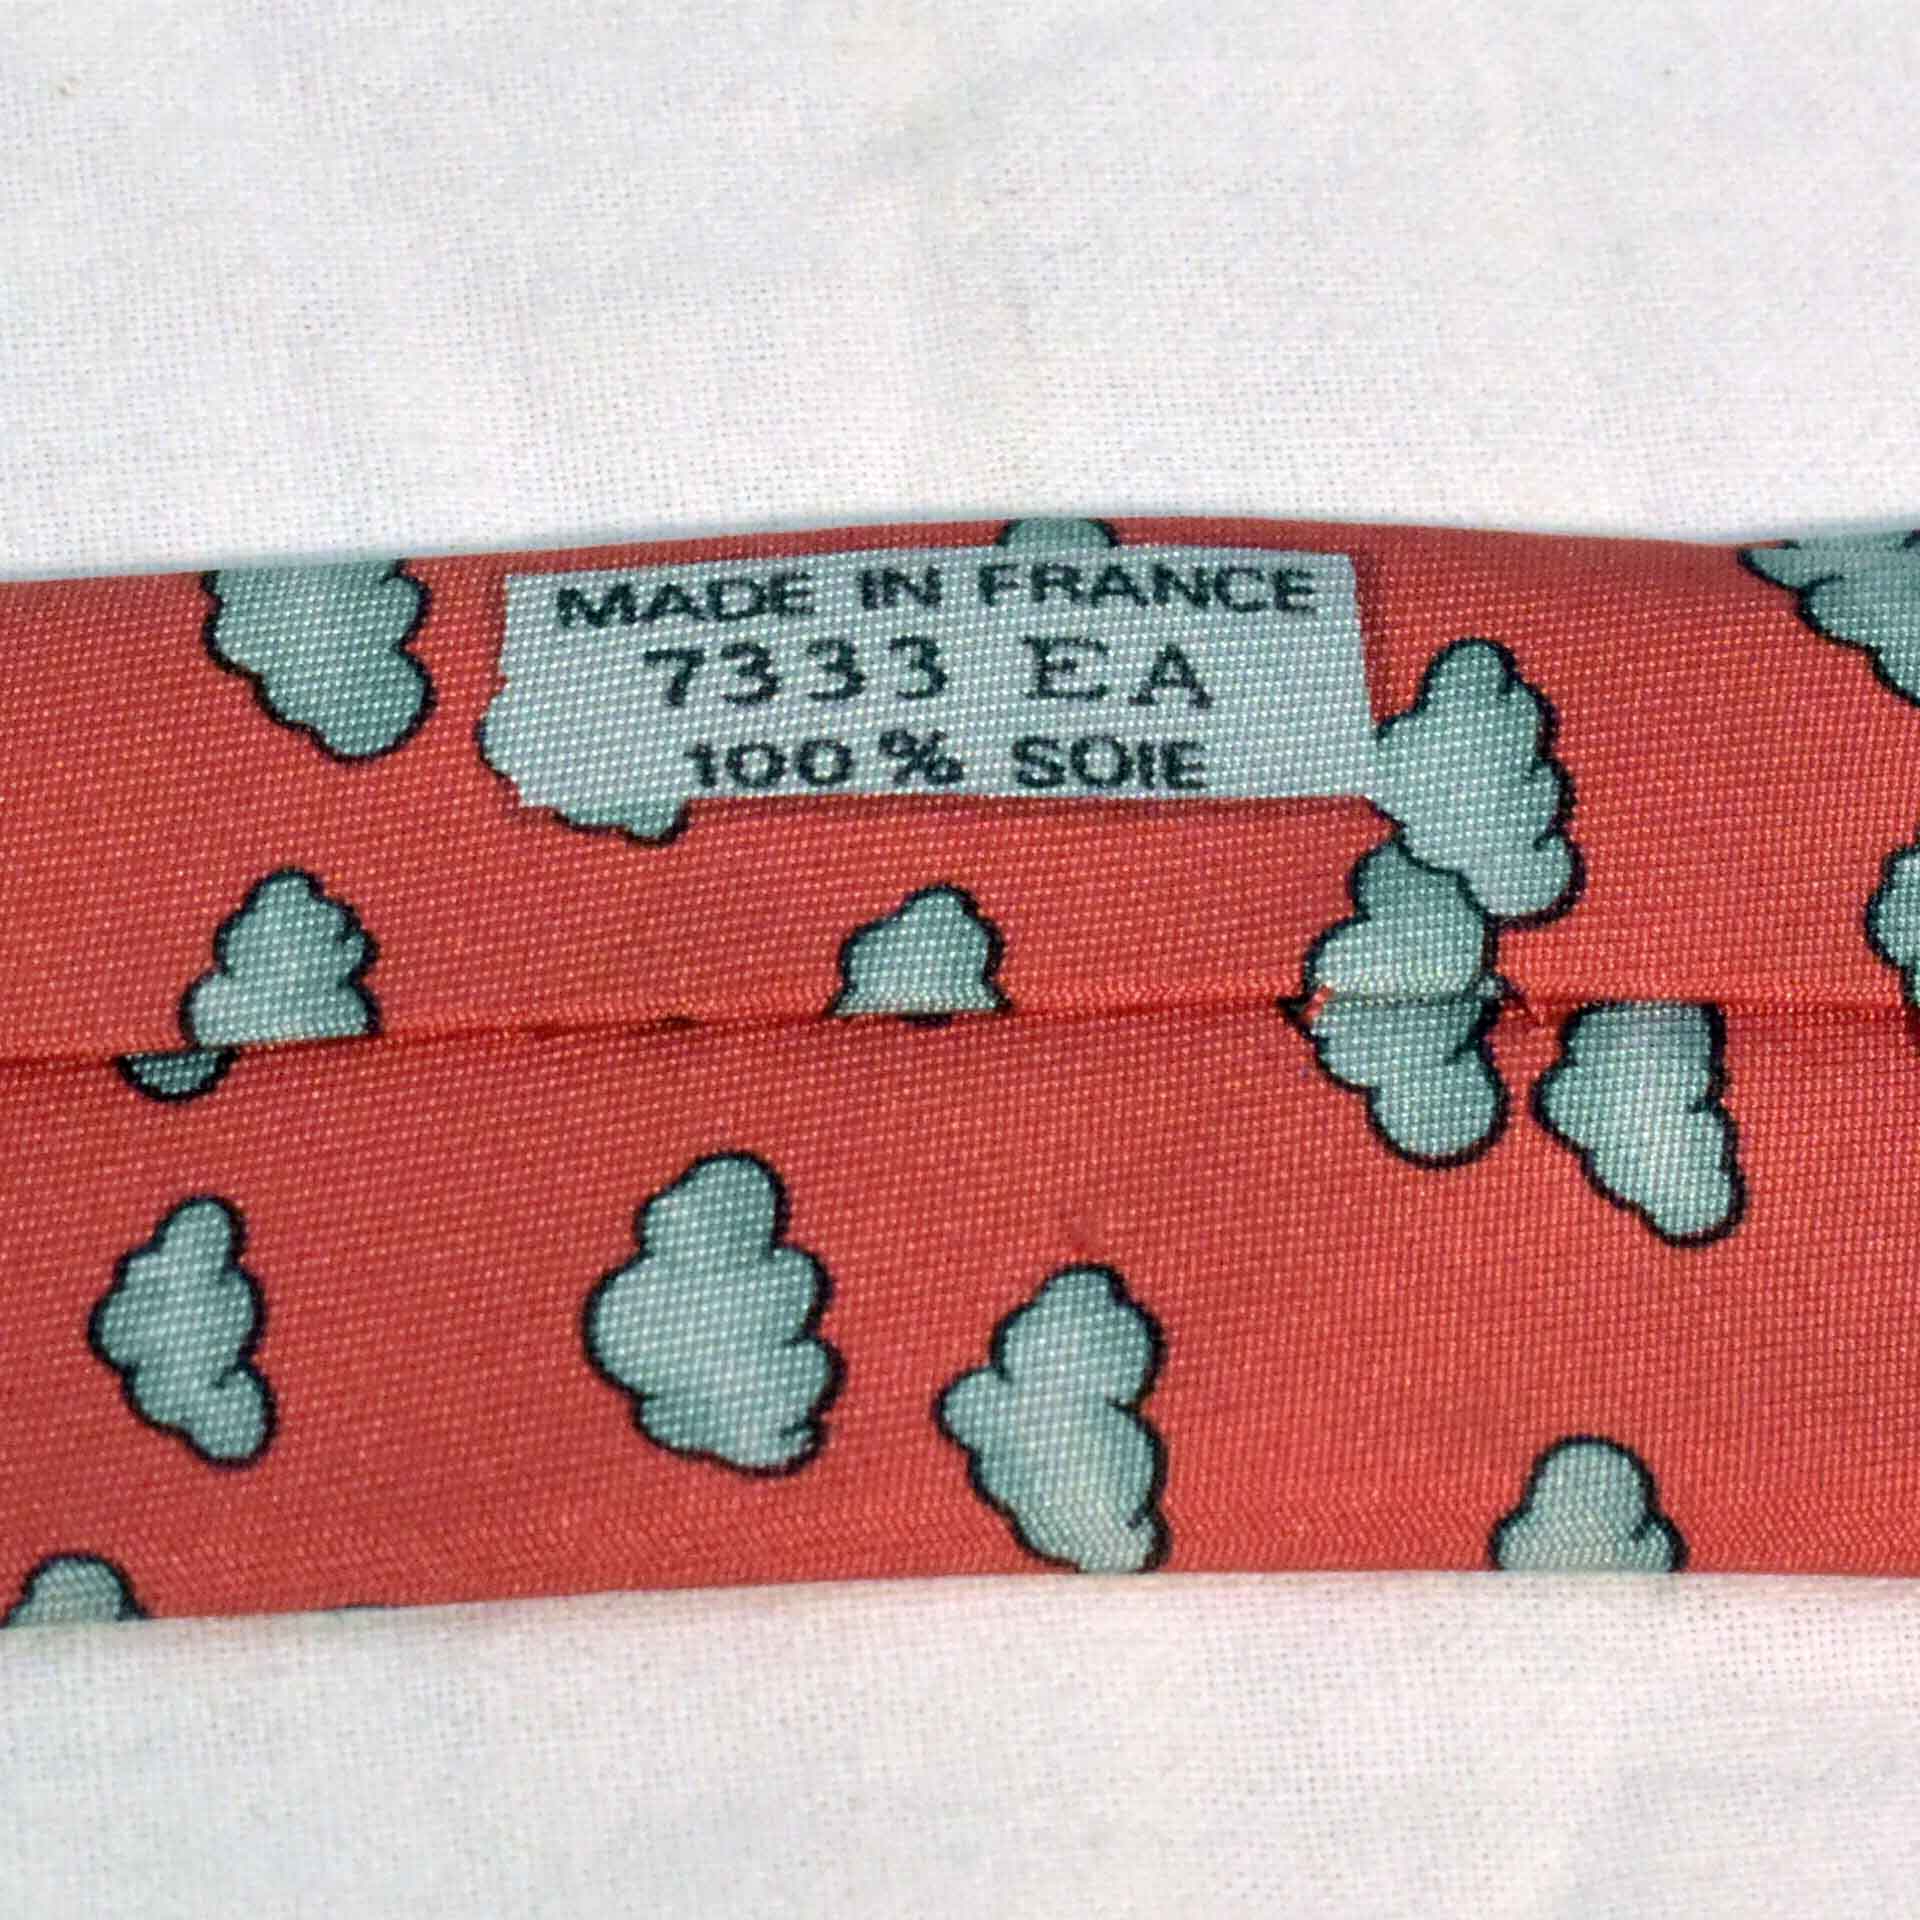 MADE IN FRANCE
7333 EA
100% SOIE